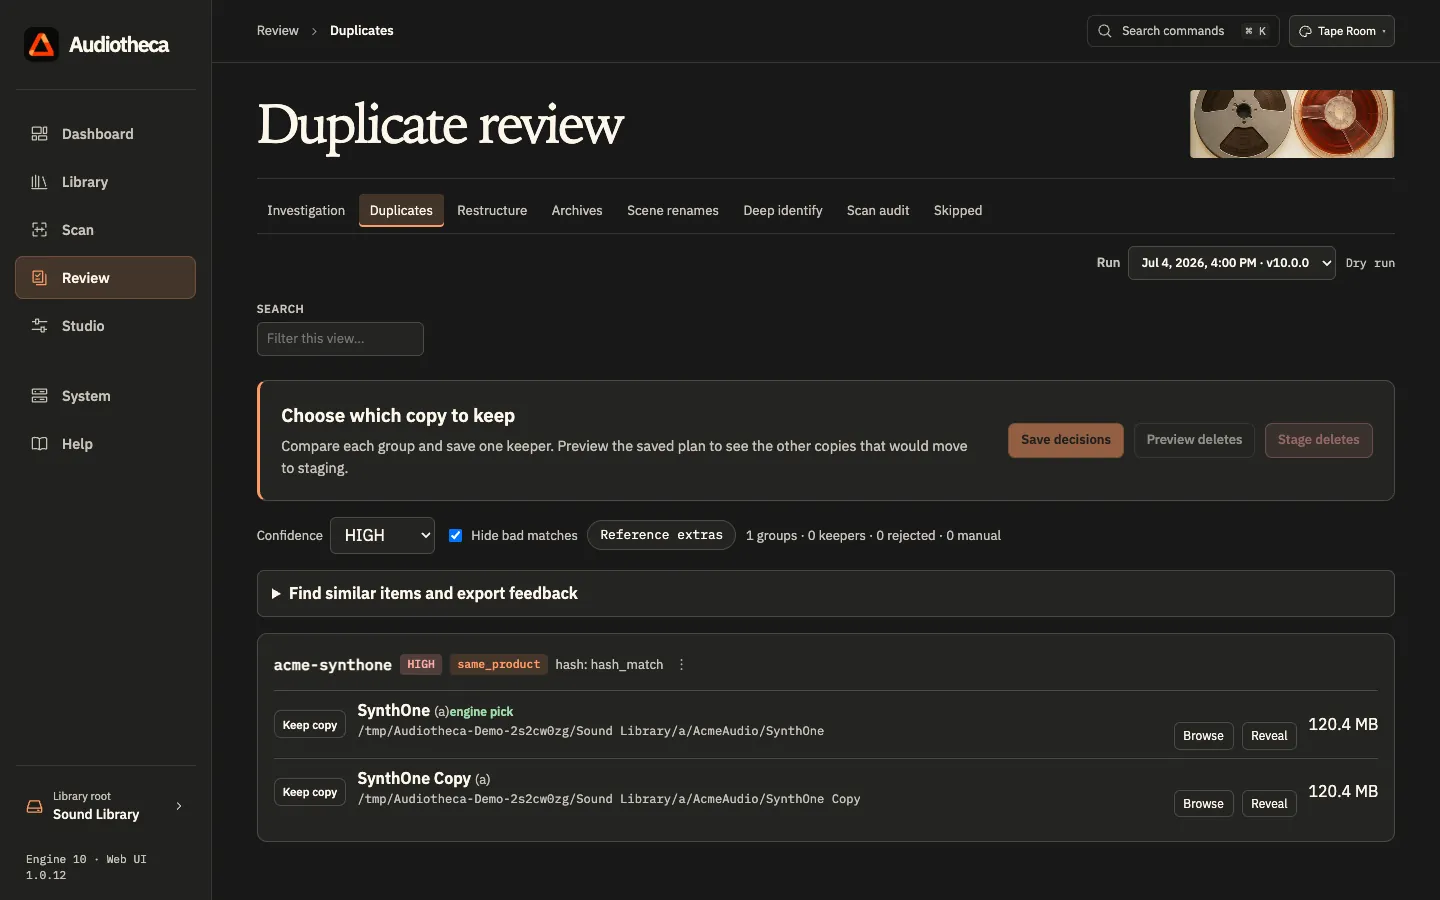 Audiotheca
Dashboard
Library
Scan
Review
Studio
System
Help
Library root
Sound Library
Engine 10 · Web UI
1.0.12
Review > Duplicates
Search commands ⌘ K
Tape Room
Duplicate review
Investigation Duplicates Restructure Archives Scene renames Deep identify Scan audit Skipped
Run Jul 4, 2026, 4:00 PM · v10.0.0 Dry run
SEARCH
Filter this view...
Choose which copy to keep
Compare each group and save one keeper. Preview the saved plan to see the other copies that would move
to staging.
Save decisions Preview deletes Stage deletes
Confidence HIGH Hide bad matches Reference extras 1 groups · 0 keepers · 0 rejected · 0 manual
Find similar items and export feedback
acme-synthone HIGH same_product hash: hash_match
Keep copy
SynthOne (a)engine pick
/tmp/Audiotheca-Demo-2s2cw0zg/Sound Library/a/AcmeAudio/SynthOne
Browse Reveal 120.4 MB
Keep copy
SynthOne Copy (a)
/tmp/Audiotheca-Demo-2s2cw0zg/Sound Library/a/AcmeAudio/SynthOne Copy
Browse Reveal 120.4 MB